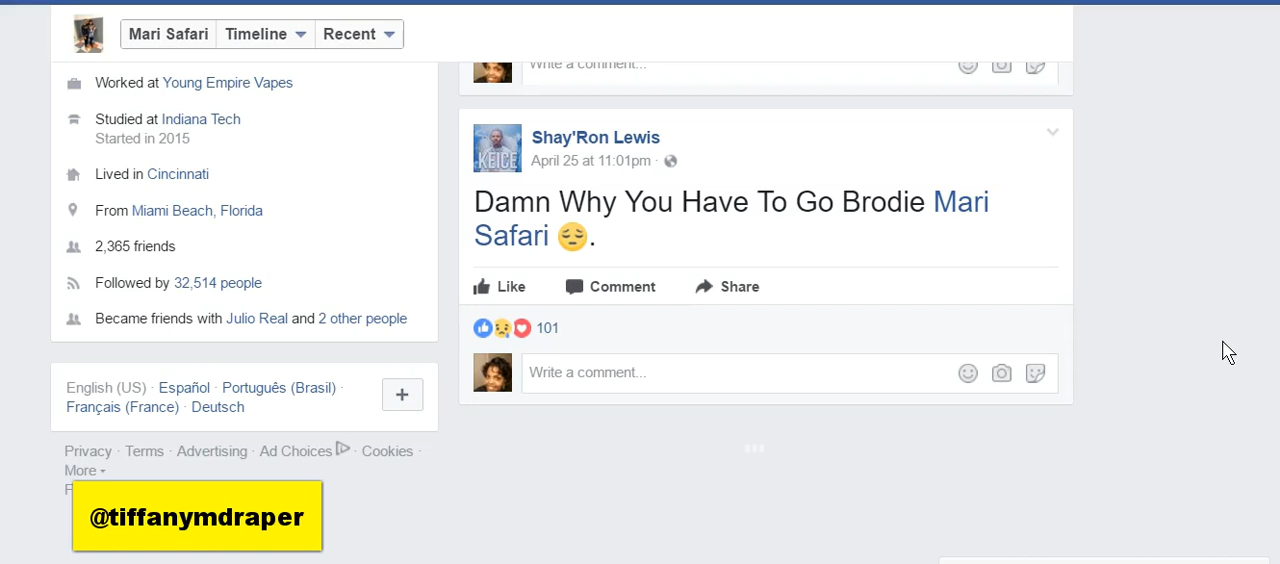 Mari Safari Timeline Recent
Worked at Young Empire Vapes
Studied at Indiana Tech
Started in 2015
Lived in Cincinnati
From Miami Beach, Florida
2,365 friends
Followed by 32,514 people
Became friends with Julio Real and 2 other people
English (US) · Español · Português (Brasil) ·
Français (France) · Deutsch
+
Privacy · Terms · Advertising · Ad Choices · Cookies ·
More
@tiffanymdraper
Write a comment...
KEICE
Shay'Ron Lewis
April 25 at 11:01pm ·
Damn Why You Have To Go Brodie Mari
Safari 😔.
Like Comment Share
101
Write a comment...